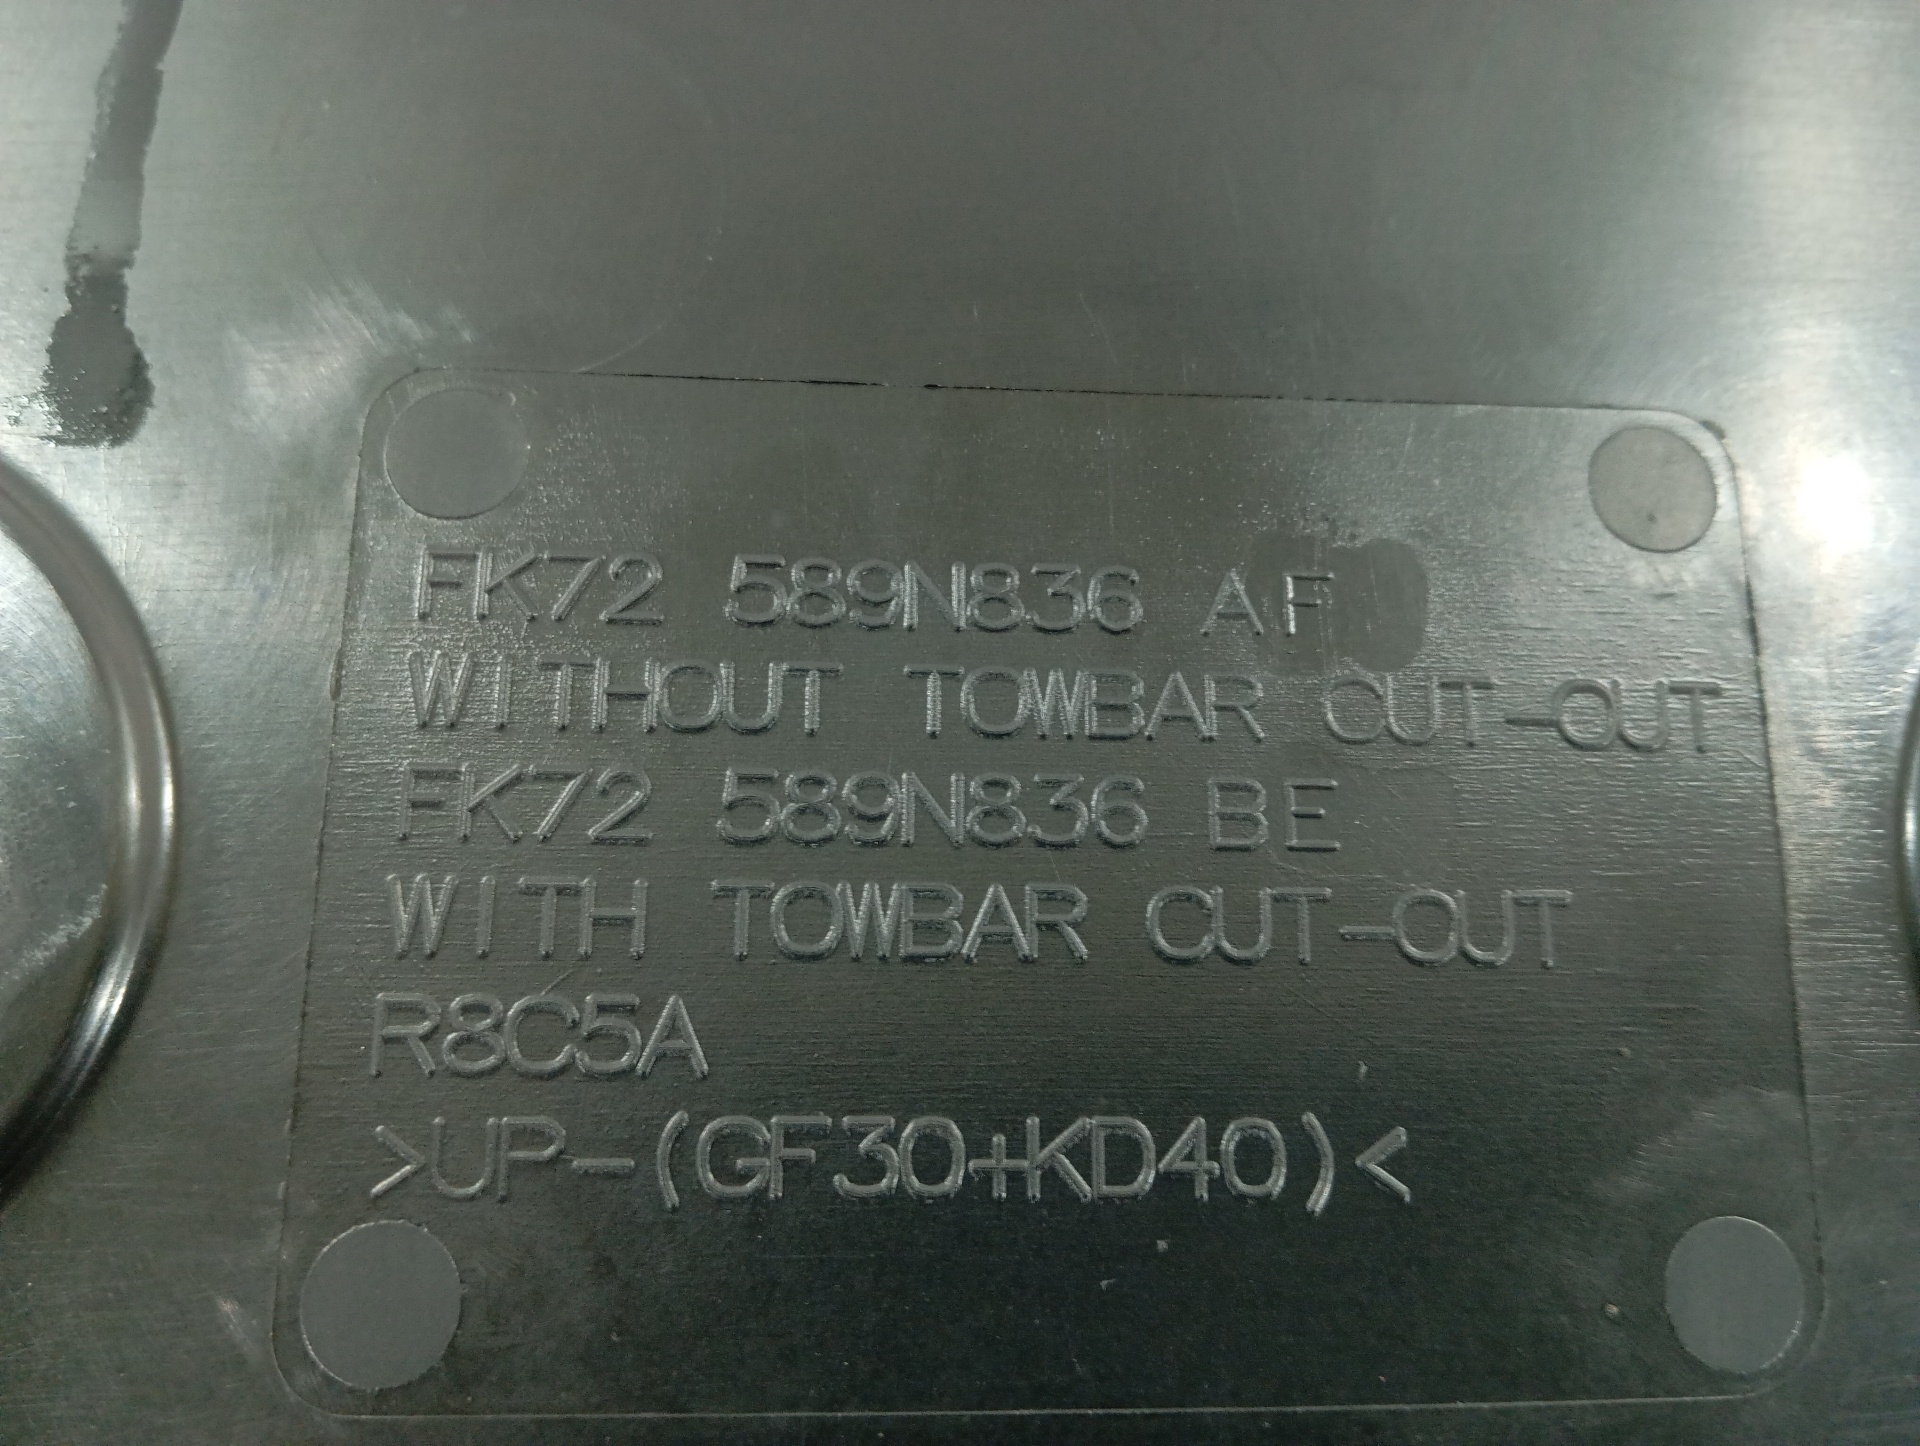 FK72 589N836 AF
WITHOUT TOWBAR CUT-OUT
FK72 589N836 BE
WITH TOWBAR CUT-OUT
R8C5A
>UP-(GF30+KD40)<